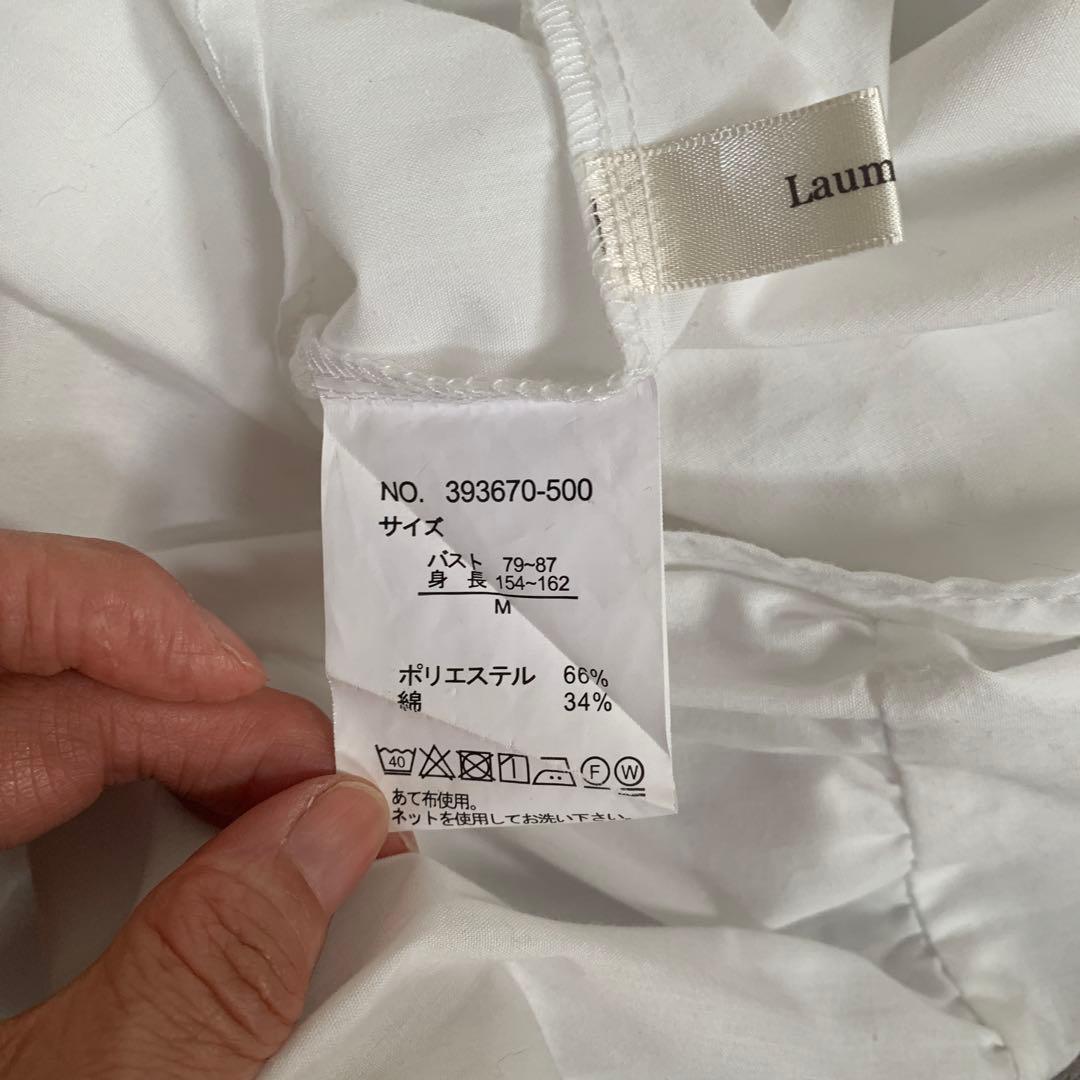 Laum
NO. 393670-500
サイズ
バスト 79~87
身 長 154~162
M
ポリエステル 66%
綿 34%
40 F W
あて布使用。
ネットを使用してお洗い下さい。